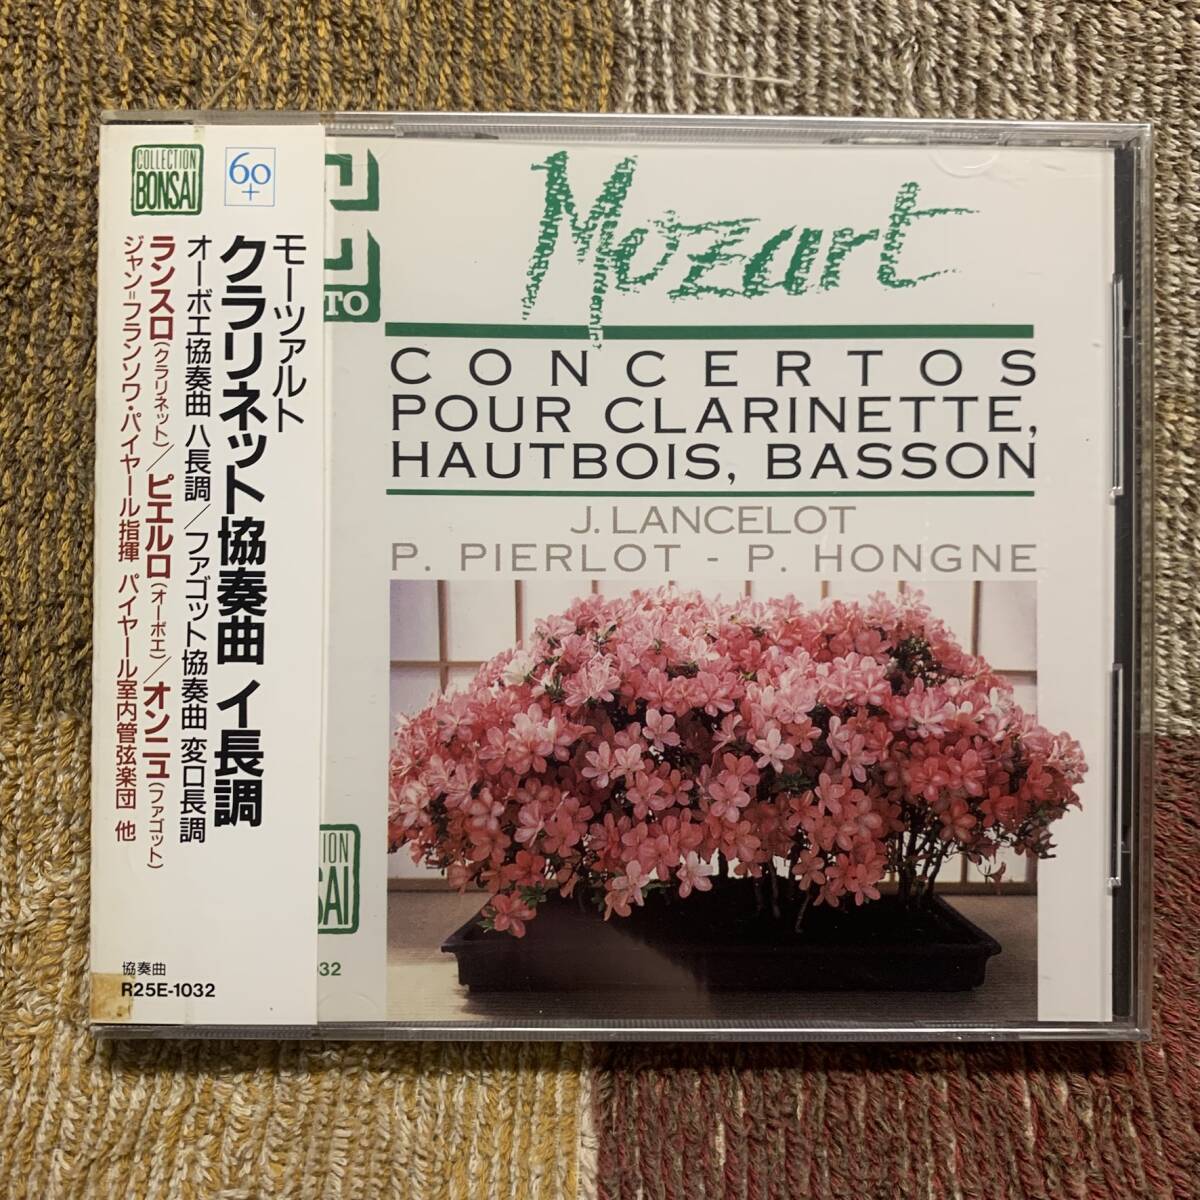 COLLECTION
BONSAI
60+
モーツァルト
クラリネット協奏曲 イ長調
オーボエ協奏曲 ハ長調／ファゴット協奏曲 変ロ長調
ランスロ(クラリネット)／ピエルロ(オーボエ)／オンニュ(ファゴット)
ジャン=フランソワ・パイヤール指揮 パイヤール室内管弦楽団 他
協奏曲
R25E-1032
TO
Mozart
CONCERTOS
POUR CLARINETTE,
HAUTBOIS, BASSON
J. LANCELOT
P. PIERLOT - P. HONGNE
TION
SAI
032